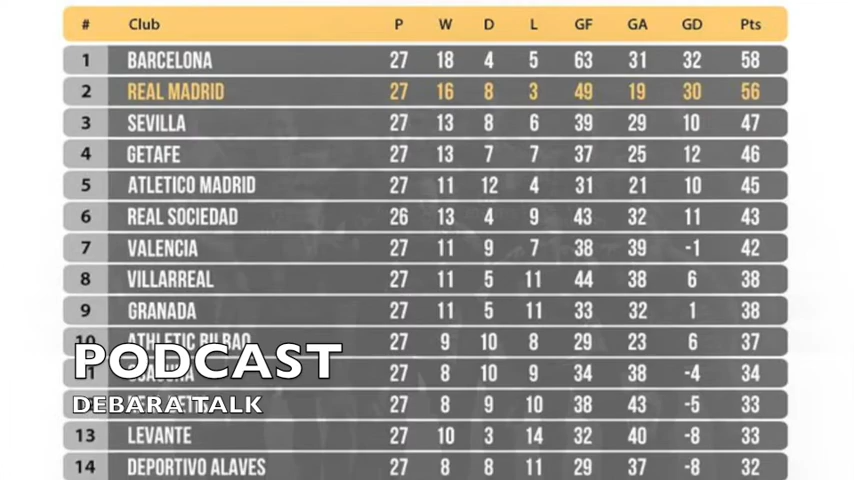 # Club P W D L GF GA GD Pts
1 BARCELONA 27 18 4 5 63 31 32 58
2 REAL MADRID 27 16 8 3 49 19 30 56
3 SEVILLA 27 13 8 6 39 29 10 47
4 GETAFE 27 13 7 7 37 25 12 46
5 ATLETICO MADRID 27 11 12 4 31 21 10 45
6 REAL SOCIEDAD 26 13 4 9 43 32 11 43
7 VALENCIA 27 11 9 7 38 39 -1 42
8 VILLARREAL 27 11 5 11 44 38 6 38
9 GRANADA 27 11 5 11 33 32 1 38
10 ATHLETIC BILBAO 27 9 10 8 29 23 6 37
PODCAST
27 8 10 9 34 38 -4 34
DEBARA TALK
27 8 9 10 38 43 -5 33
13 LEVANTE 27 10 3 14 32 40 -8 33
14 DEPORTIVO ALAVES 27 8 8 11 29 37 -8 32